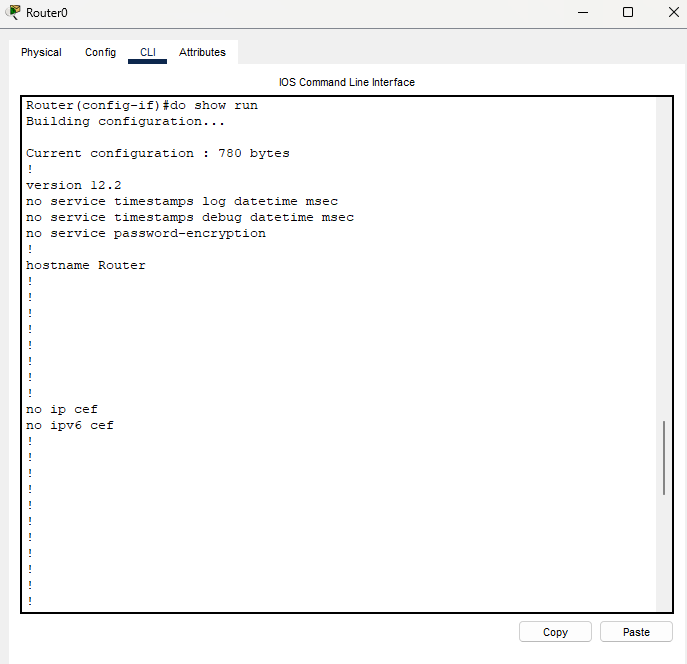 Router0
Physical Config CLI Attributes
IOS Command Line Interface
Router(config-if)#do show run
Building configuration...
Current configuration : 780 bytes
!
version 12.2
no service timestamps log datetime msec
no service timestamps debug datetime msec
no service password-encryption
!
hostname Router
!
!
!
!
!
!
!
!
no ip cef
no ipv6 cef
!
!
!
!
!
!
!
!
!
!
!
Copy Paste